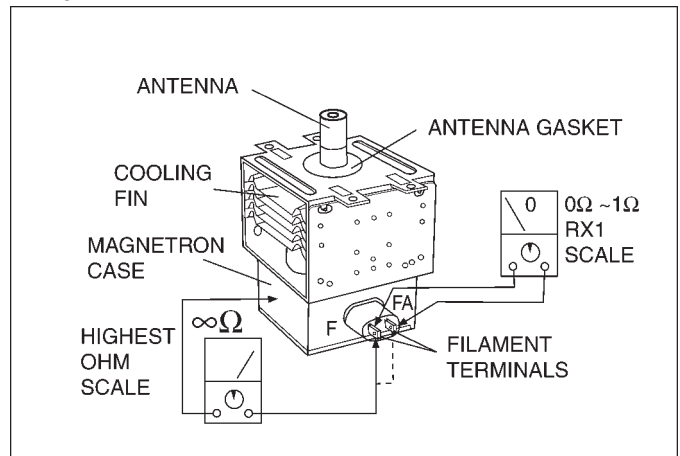 ANTENNA
ANTENNA GASKET
COOLING
FIN
MAGNETRON
CASE
0
0Ω ~1Ω
RX1
SCALE
FA
F
HIGHEST
OHM
SCALE
∞Ω
FILAMENT
TERMINALS